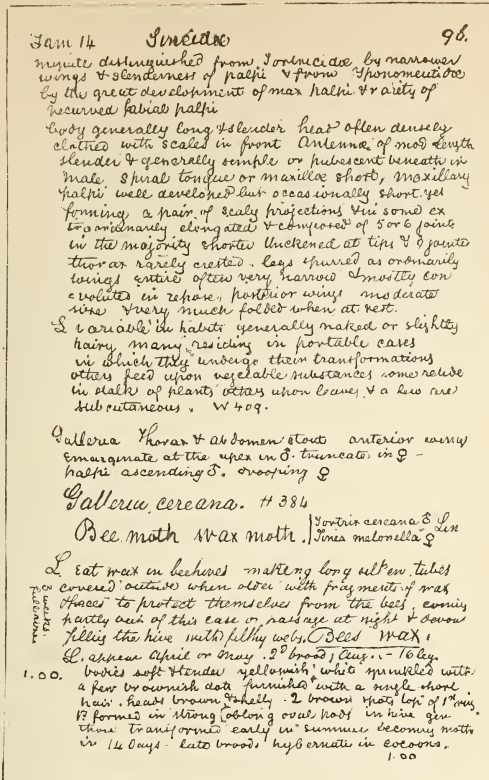 Fam 14 Tineidæ 96.
minute distinguished from Tortricidæ by narrower
wings & slenderness of palpi & from Yponomeutidæ
by the great development of max palpi & rarety of
recurved labial palpi
body generally long & slender head often densely
clothed with scales in front Antennæ of mod length
slender & generally simple or pubescent beneath in
male Spiral tongue or maxillæ short, maxillary
palpi well developed but occasionally short yet
forming a pair of scaly projections & in some ex
traordinarily elongated & composed of 5 or 6 joints
in the majority shorter thickened at tips & joints
thorax rarely crested. legs spurred as ordinarily
wings entire often very narrow & mostly con
voluted in repose, posterior wings moderate
size & very much folded when at rest.
L variable in habits generally naked or slightly
hairy many residing in portable cases
in which they undergo their transformations
others feed upon vegetable substances some reside
in stalk of plants others upon leaves & a few are
subcutaneous. W 409.
Galleria Thorax & abdomen stout anterior wings
emarginate at the apex in ♂. truncate in ♀ -
palpi ascending ♂. drooping ♀
Galleria cereana. H 384
Bee moth wax moth.
Tortrix cereana ♂ Lin
Tinea melonella ♀
L. Eat wax in beehives making long silken tubes
covered outside when older with fragments of wax
& fæces to protect themselves from the bees, coming
partly out of this case or passage at night & devour
filling the hive with filthy webs. Bees wax.
3 weeks. full size
L. appear April or May. 2d brood, Aug. - 16 leg.
1.00. bodies soft & tender yellowish white sprinkled with
a few brownish dots furnished with a single short
hair. heads brown & shelly - 2 brown spots top of 1st ring
P formed in strong oblong oval pods in hive gen
those transformed early in summer becoming moths
in 14 days - late broods hybernate in cocoons.
1.00